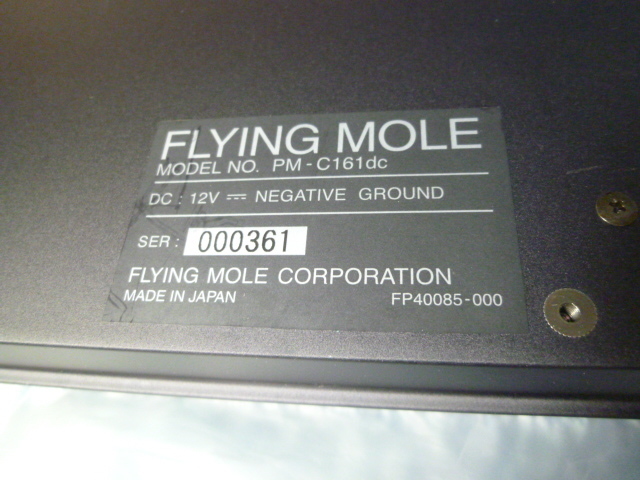 FLYING MOLE
MODEL NO. PM-C161dc
DC : 12V ⎓ NEGATIVE GROUND
SER : 000361
FLYING MOLE CORPORATION
MADE IN JAPAN FP40085-000